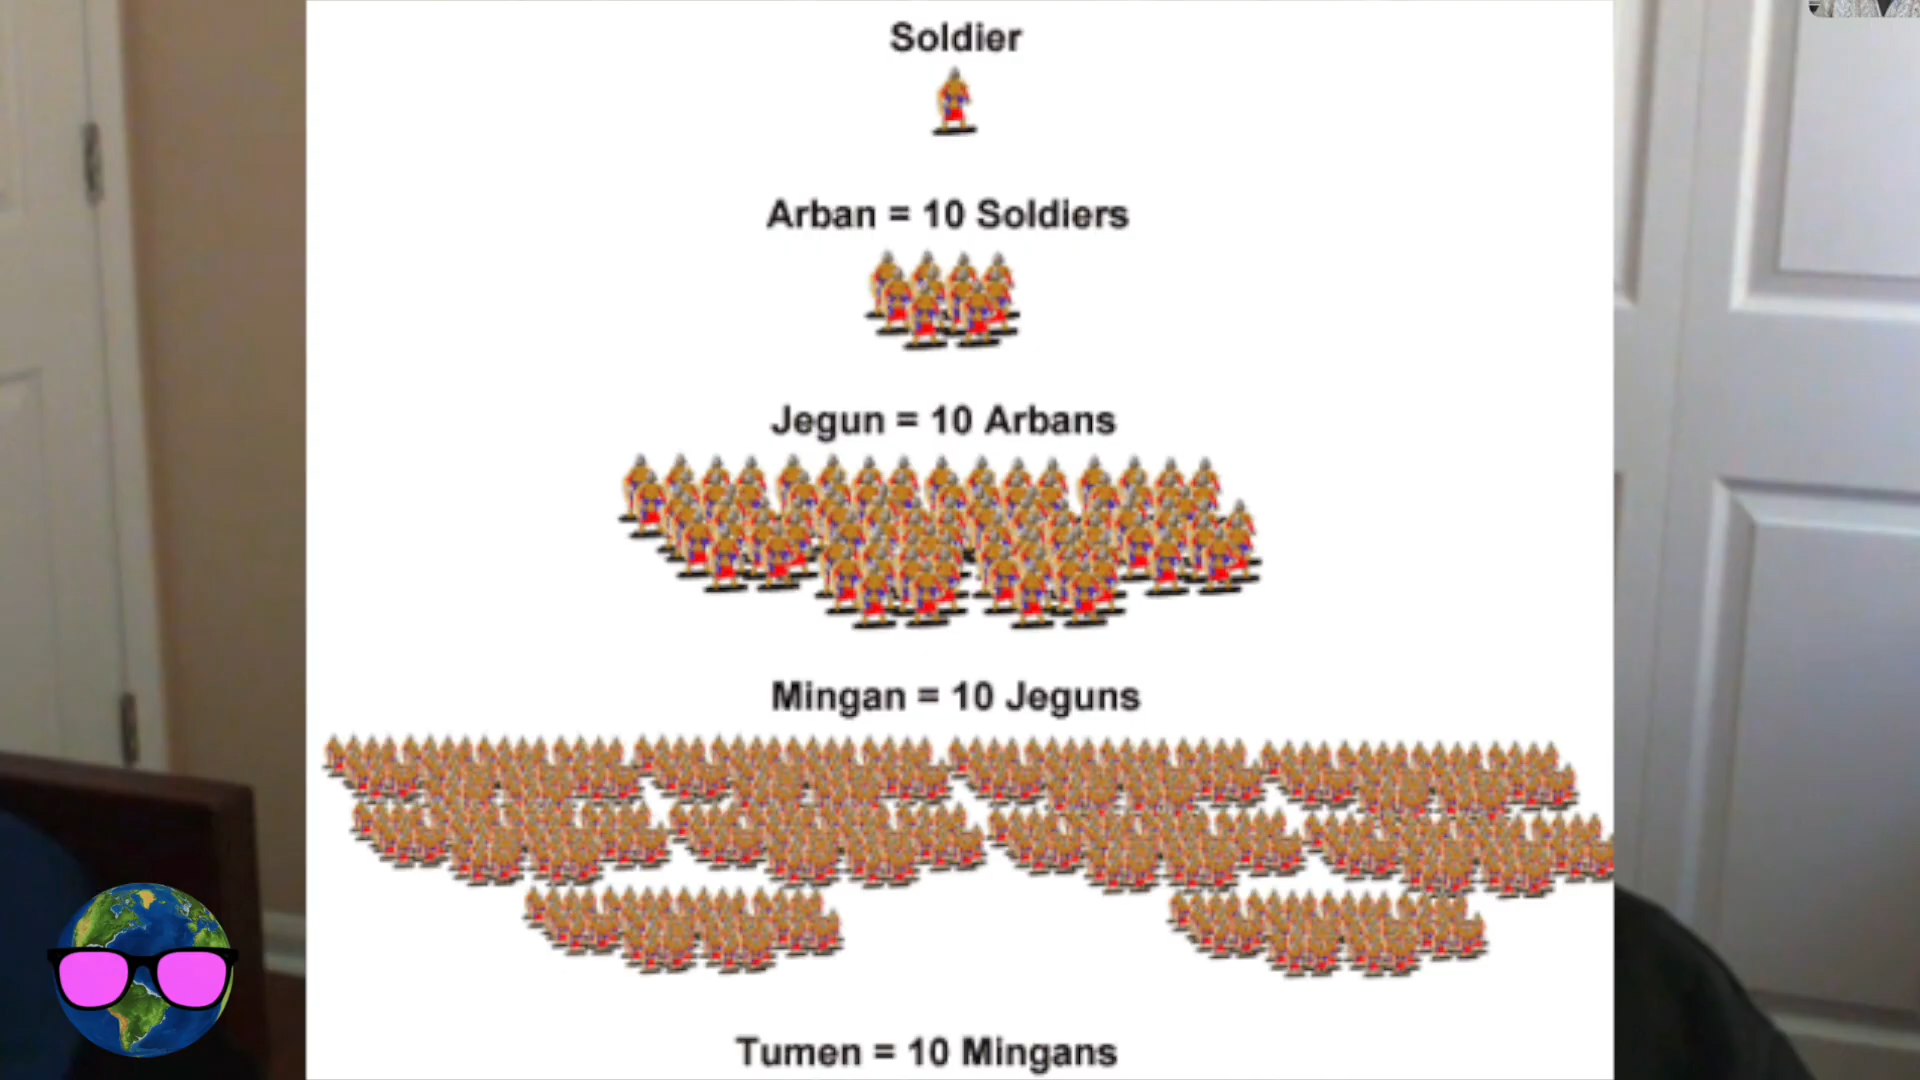 Soldier
Arban = 10 Soldiers
Jegun = 10 Arbans
Mingan = 10 Jeguns
Tumen = 10 Mingans